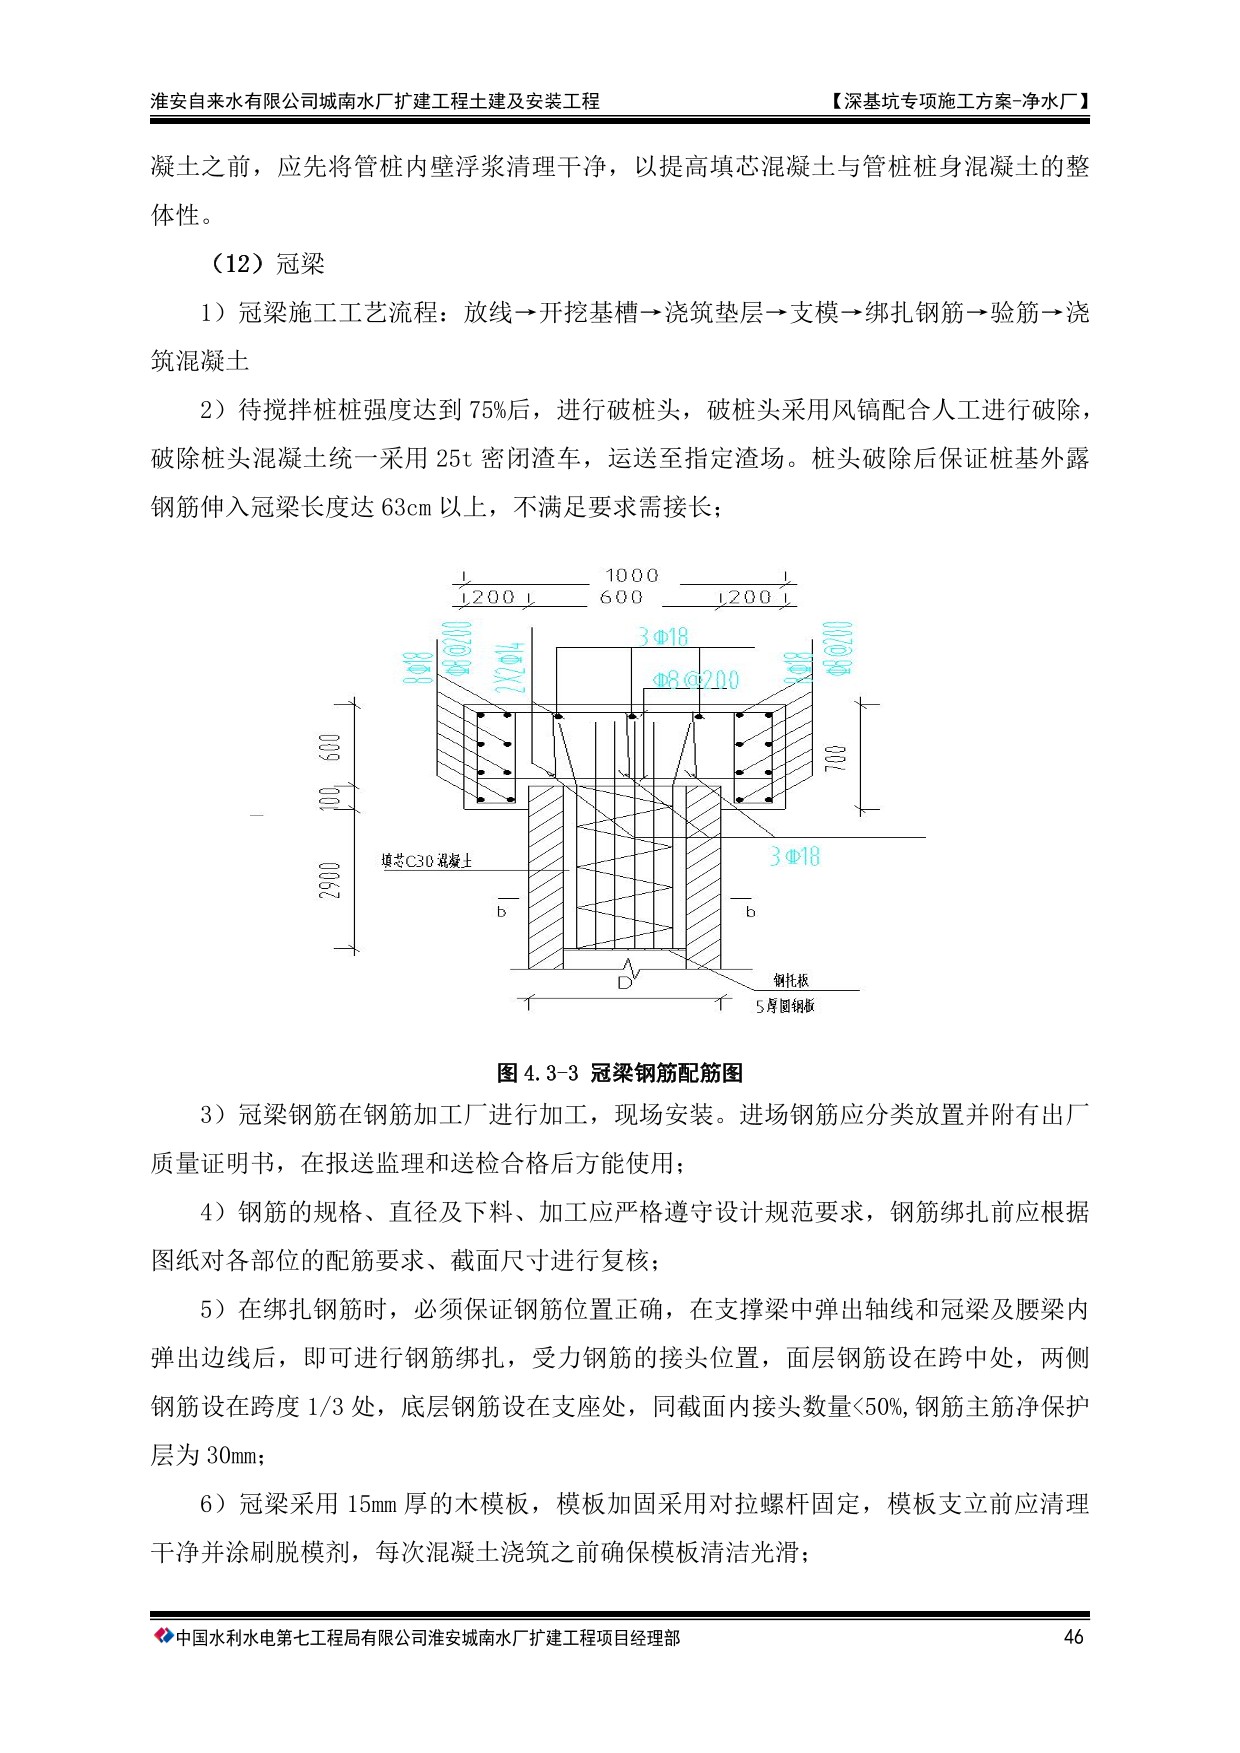 淮安自来水有限公司城南水厂扩建工程土建及安装工程 【深基坑专项施工方案-净水厂】
凝土之前，应先将管桩内壁浮浆清理干净，以提高填芯混凝土与管桩桩身混凝土的整
体性。
（12）冠梁
1）冠梁施工工艺流程：放线→开挖基槽→浇筑垫层→支模→绑扎钢筋→验筋→浇
筑混凝土
2）待搅拌桩桩强度达到 75%后，进行破桩头，破桩头采用风镐配合人工进行破除，
破除桩头混凝土统一采用 25t 密闭渣车，运送至指定渣场。桩头破除后保证桩基外露
钢筋伸入冠梁长度达 63cm 以上，不满足要求需接长；
1000
200 600 200
8Φ18 Φ8@200 2X2Φ14 3Φ18 8Φ18 Φ8@200
Φ8@200
600 700
100
3Φ18
填芯C30混凝土
2900
b b
D
钢托板
5厚圆钢板
图 4.3-3 冠梁钢筋配筋图
3）冠梁钢筋在钢筋加工厂进行加工，现场安装。进场钢筋应分类放置并附有出厂
质量证明书，在报送监理和送检合格后方能使用；
4）钢筋的规格、直径及下料、加工应严格遵守设计规范要求，钢筋绑扎前应根据
图纸对各部位的配筋要求、截面尺寸进行复核；
5）在绑扎钢筋时，必须保证钢筋位置正确，在支撑梁中弹出轴线和冠梁及腰梁内
弹出边线后，即可进行钢筋绑扎，受力钢筋的接头位置，面层钢筋设在跨中处，两侧
钢筋设在跨度 1/3 处，底层钢筋设在支座处，同截面内接头数量<50%,钢筋主筋净保护
层为 30mm；
6）冠梁采用 15mm 厚的木模板，模板加固采用对拉螺杆固定，模板支立前应清理
干净并涂刷脱模剂，每次混凝土浇筑之前确保模板清洁光滑；
中国水利水电第七工程局有限公司淮安城南水厂扩建工程项目经理部 46